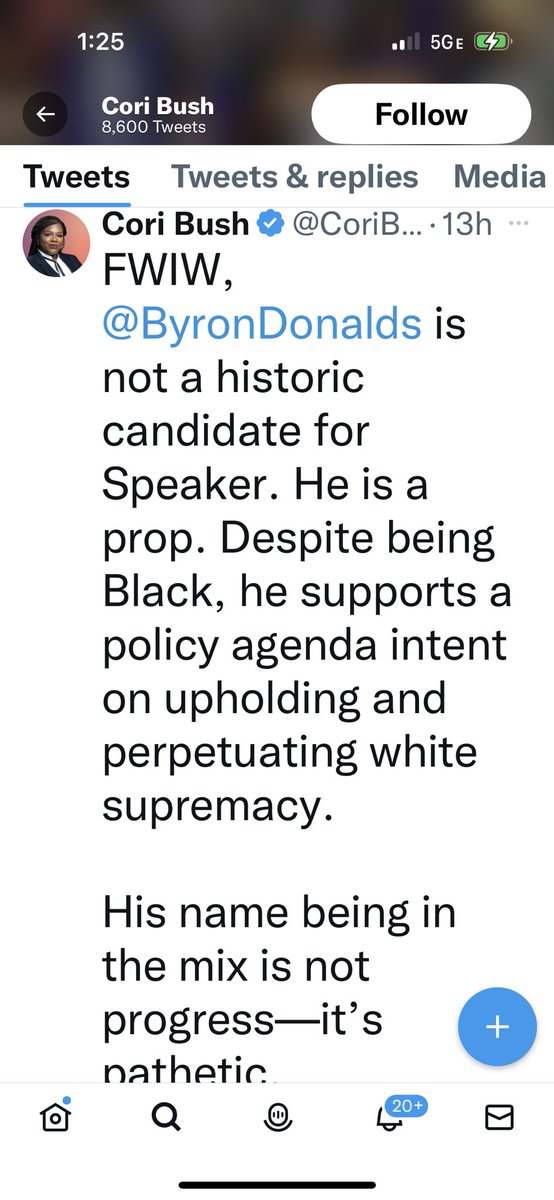 1:25 5GE
Cori Bush
8,600 Tweets
Follow
Tweets Tweets & replies Media
Cori Bush @CoriB... · 13h
FWIW,
@ByronDonalds is
not a historic
candidate for
Speaker. He is a
prop. Despite being
Black, he supports a
policy agenda intent
on upholding and
perpetuating white
supremacy.
His name being in
the mix is not
progress—it’s
pathetic.
20+